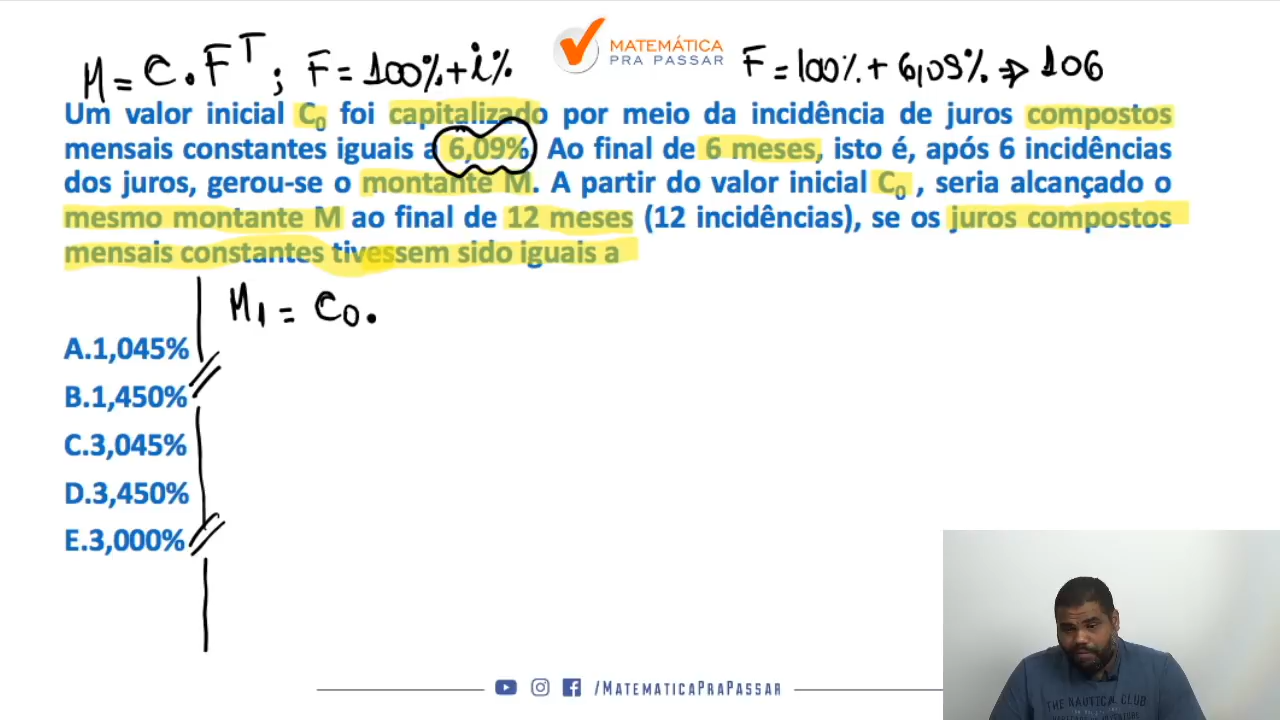 M = C. F^T ; F = 100% + i%
MATEMÁTICA
PRA PASSAR
F = 100% + 6,09% ⇒ 106
Um valor inicial C₀ foi capitalizado por meio da incidência de juros compostos
mensais constantes iguais a 6,09% Ao final de 6 meses, isto é, após 6 incidências
dos juros, gerou-se o montante M. A partir do valor inicial C₀ , seria alcançado o
mesmo montante M ao final de 12 meses (12 incidências), se os juros compostos
mensais constantes tivessem sido iguais a
M₁ = C₀.
A.1,045%
B.1,450%
C.3,045%
D.3,450%
E.3,000%
/MatematicaPraPassar
THE NAUTICAL CLUB